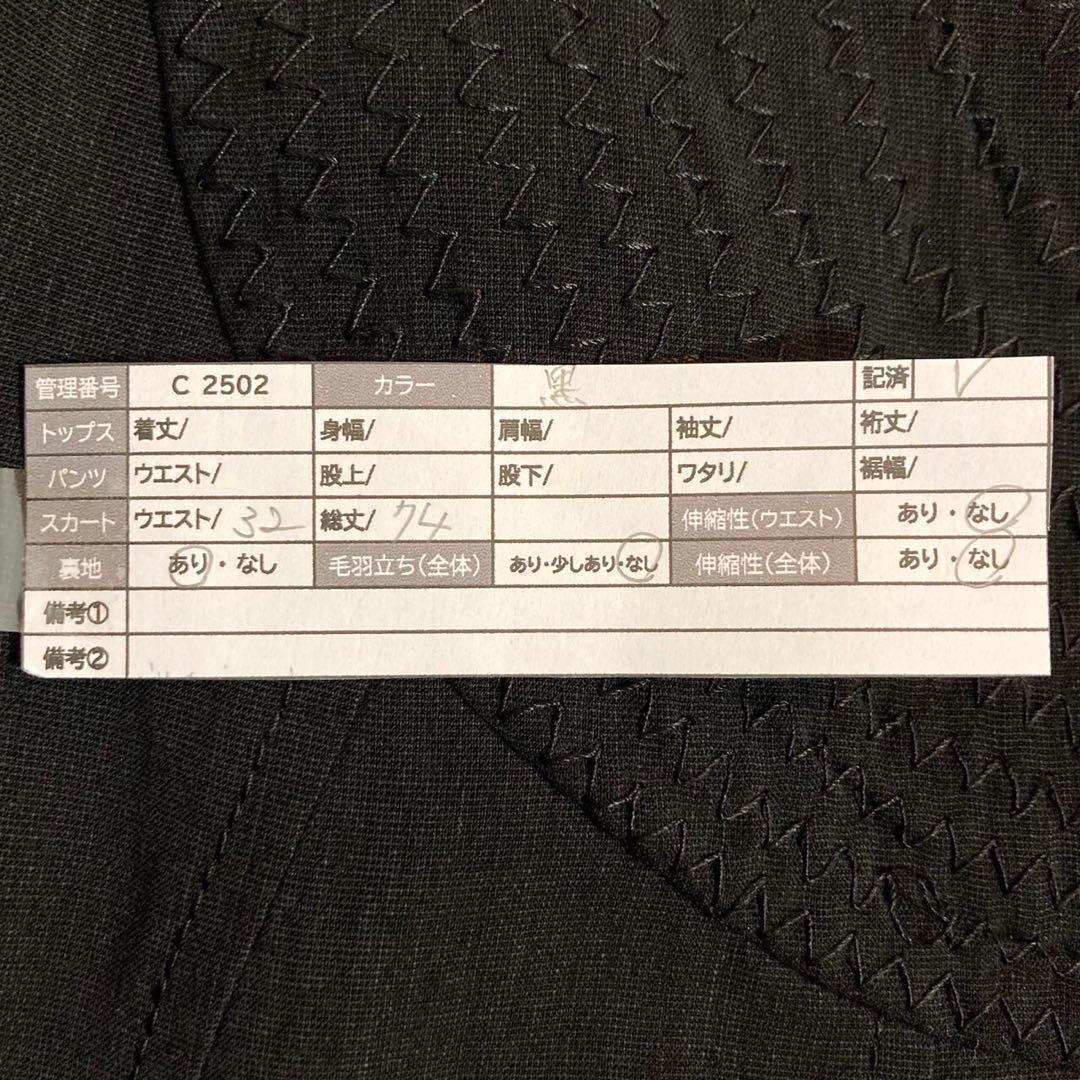 管理番号 C 2502 カラー 黒 記済 ✓
トップス 着丈/ 身幅/ 肩幅/ 袖丈/ 裄丈/
パンツ ウエスト/ 股上/ 股下/ ワタリ/ 裾幅/
スカート ウエスト/ 32 総丈/ 74 伸縮性(ウエスト) あり・なし
裏地 あり・なし 毛羽立ち(全体) あり・少しあり・なし 伸縮性(全体) あり・なし
備考①
備考②